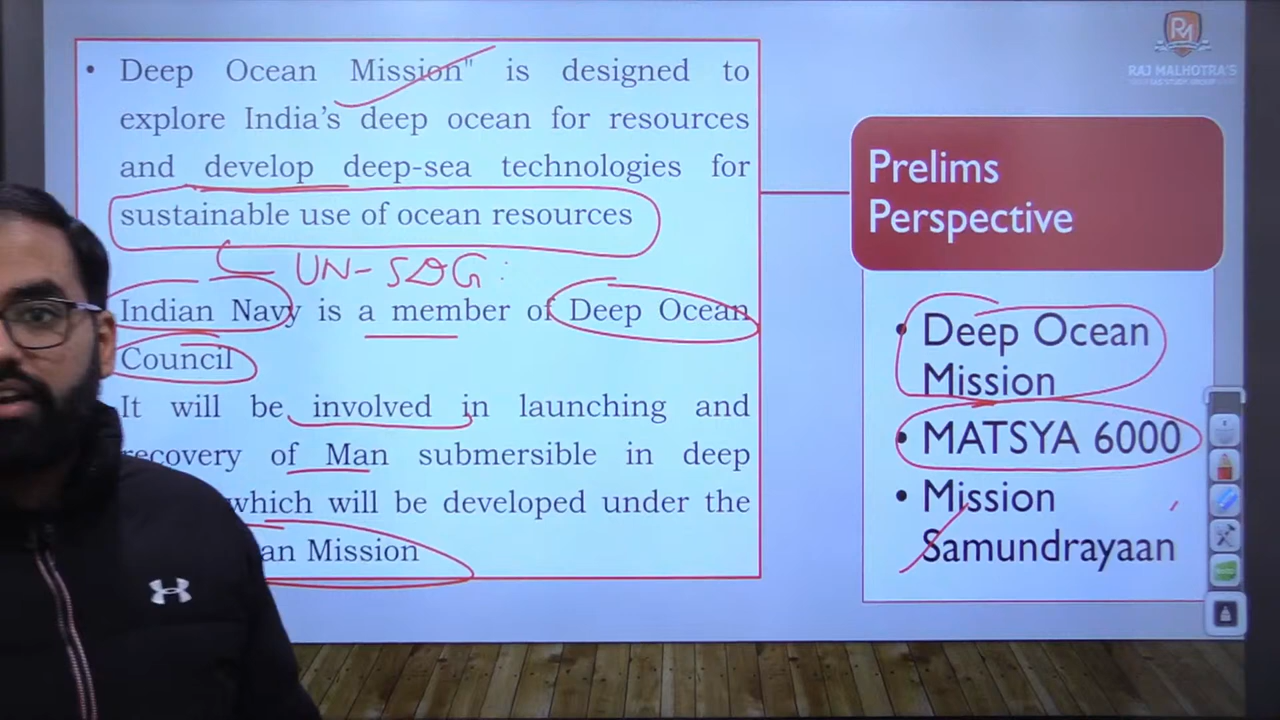 • Deep Ocean Mission" is designed to
explore India's deep ocean for resources
and develop deep-sea technologies for
sustainable use of ocean resources
UN-SDG:
Indian Navy is a member of Deep Ocean
Council
It will be involved in launching and
recovery of Man submersible in deep
which will be developed under the
an Mission
RM
RAJ MALHOTRA'S
IAS STUDY GROUP
Prelims
Perspective
• Deep Ocean
Mission
• MATSYA 6000
• Mission
Samundrayaan